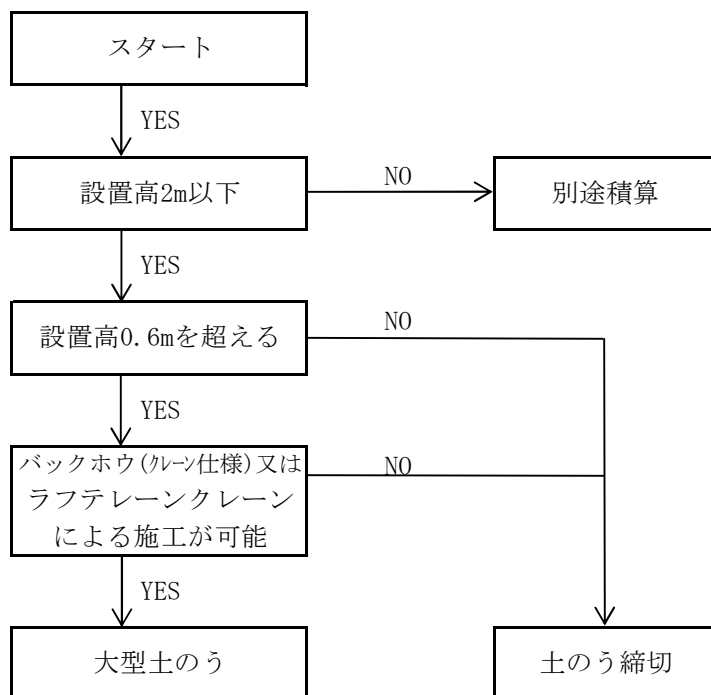 スタート
YES
設置高2m以下
NO
別途積算
YES
設置高0.6mを超える
NO
YES
バックホウ(ｸﾚｰﾝ仕様)又は
ラフテレーンクレーン
による施工が可能
NO
YES
大型土のう
土のう締切